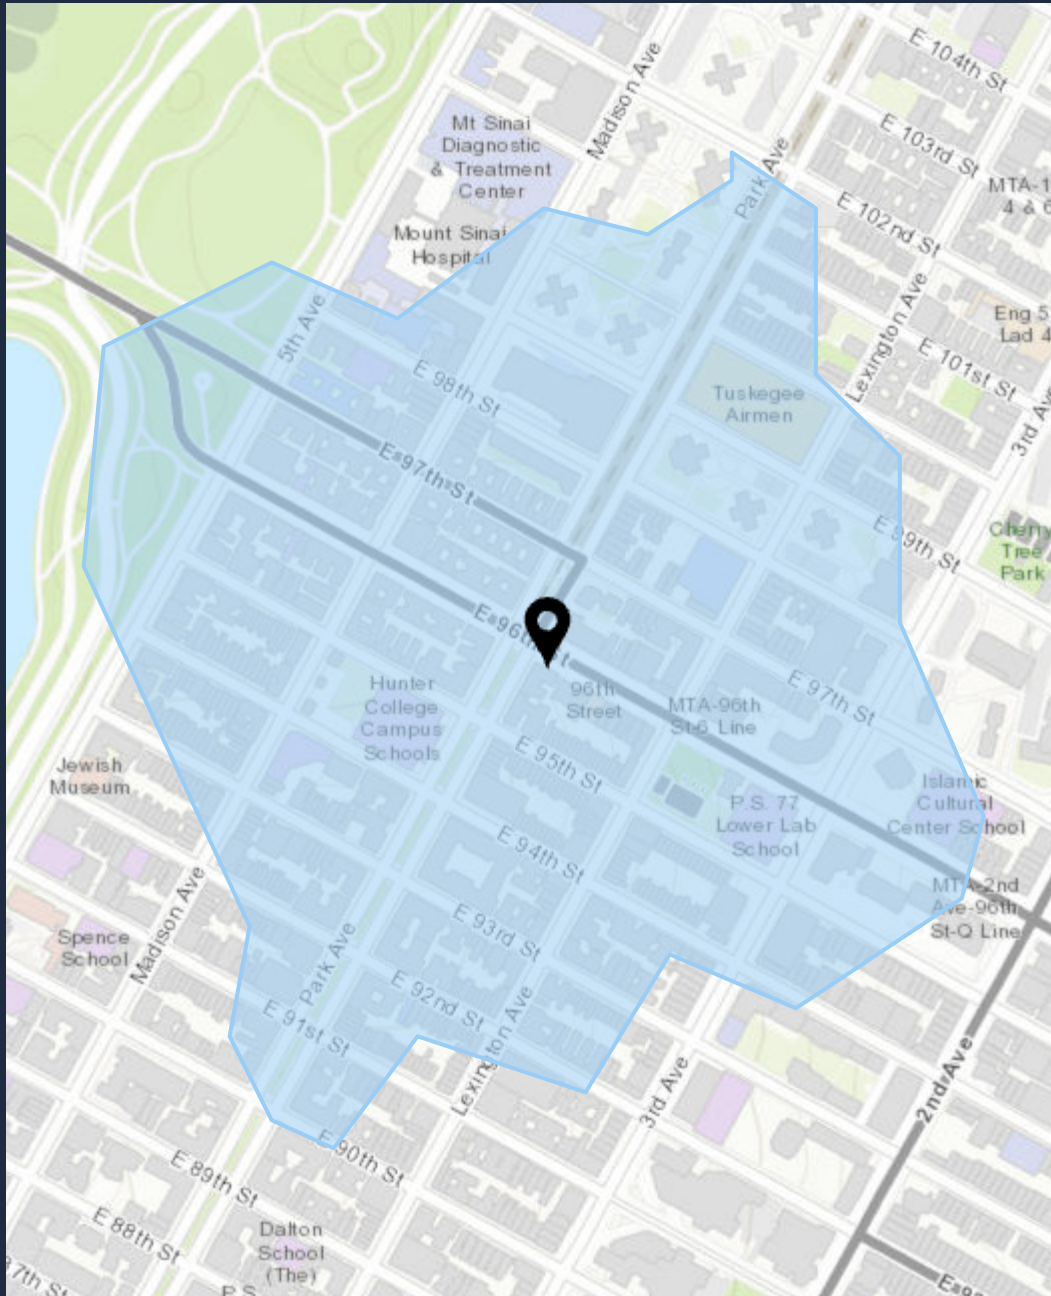 E 104th St
Madison Ave
Mt Sinai
Diagnostic
& Treatment
Center
E 103rd St
Park Ave
MTA-1
4 & 6
E 102nd St
Mount Sinai
Hospital
5th Ave
Lexington Ave
Eng 5
Lad 4
E 101st St
E 98th St
Tuskegee
Airmen
3rd Ave
E 97th St
E 99th St
Cherry
Tree
Park
E 96th St
96th
Street
Hunter
College
Campus
Schools
MTA-96th
St-6 Line
E 97th St
E 95th St
Jewish
Museum
P.S. 77
Lower Lab
School
Islamic
Cultural
Center School
E 94th St
MTA-2nd
Ave-96th
St-Q Line
Madison Ave
E 93rd St
Spence
School
Park Ave
E 92nd St
E 91st St
Lexington Ave
3rd Ave
2nd Ave
E 90th St
E 89th St
E 88th St
Dalton
School
(The)
87th St
P.S.